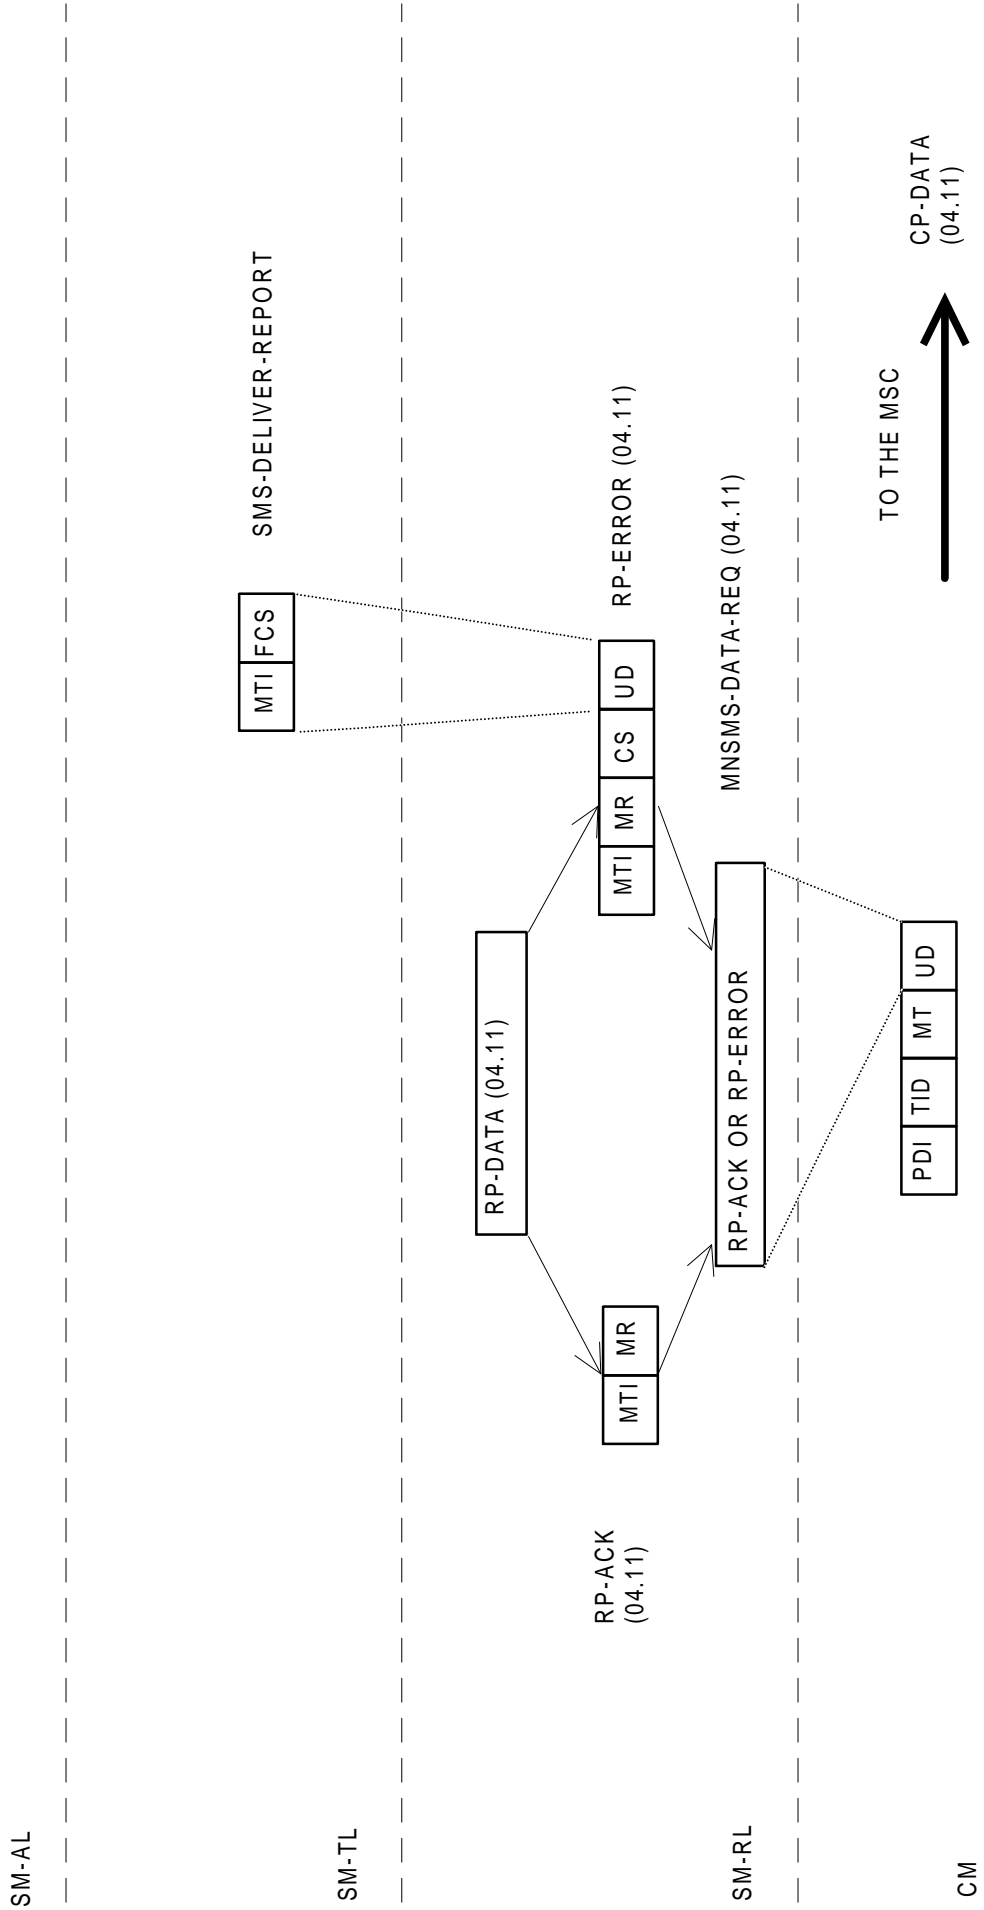 SM-AL
MTI FCS
SMS-DELIVER-REPORT
SM-TL
RP-DATA (04.11)
RP-ACK
(04.11)
MTI MR
MTI MR CS UD
RP-ERROR (04.11)
RP-ACK OR RP-ERROR
MNSMS-DATA-REQ (04.11)
SM-RL
TO THE MSC
PDI TID MT UD
CP-DATA
(04.11)
CM